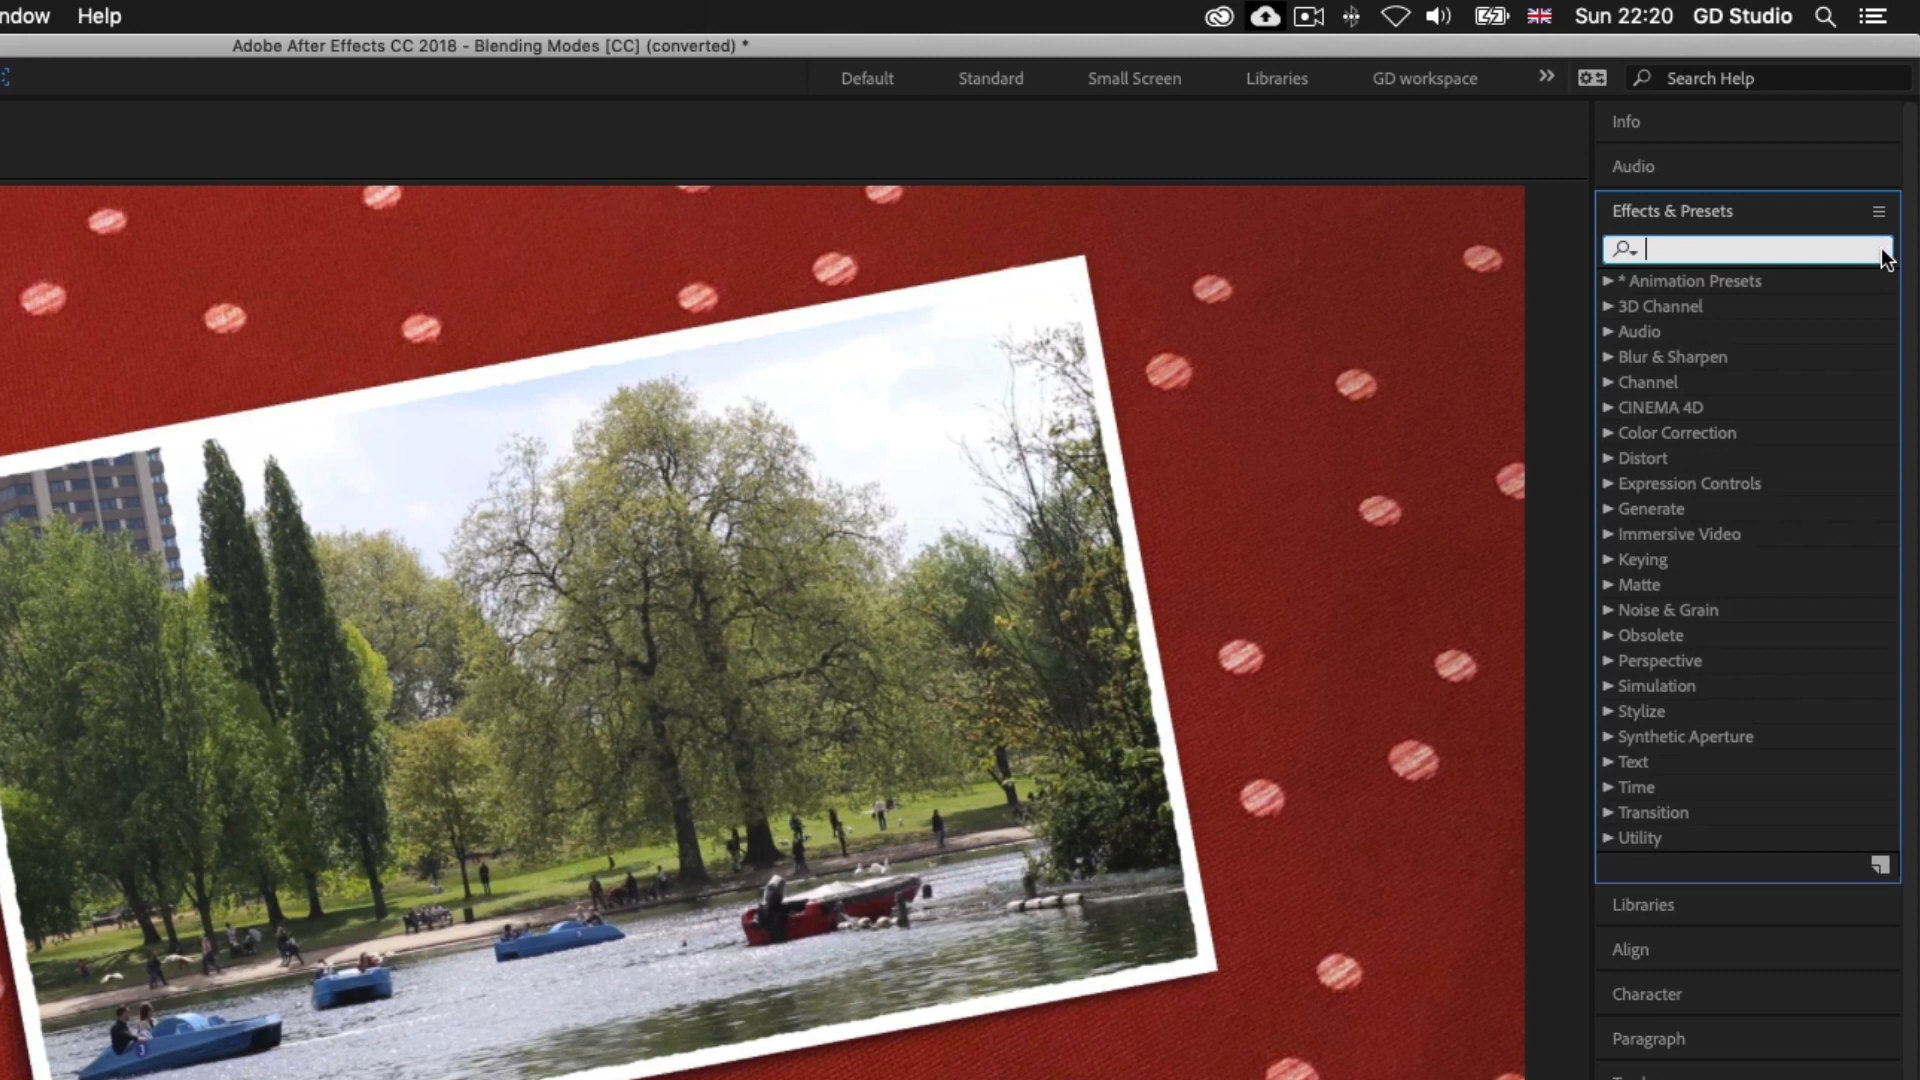 ndow Help Sun 22:20 GD Studio
Adobe After Effects CC 2018 - Blending Modes [CC] (converted) *
Default Standard Small Screen Libraries GD workspace Search Help
Info
Audio
Effects & Presets
* Animation Presets
3D Channel
Audio
Blur & Sharpen
Channel
CINEMA 4D
Color Correction
Distort
Expression Controls
Generate
Immersive Video
Keying
Matte
Noise & Grain
Obsolete
Perspective
Simulation
Stylize
Synthetic Aperture
Text
Time
Transition
Utility
Libraries
Align
Character
Paragraph